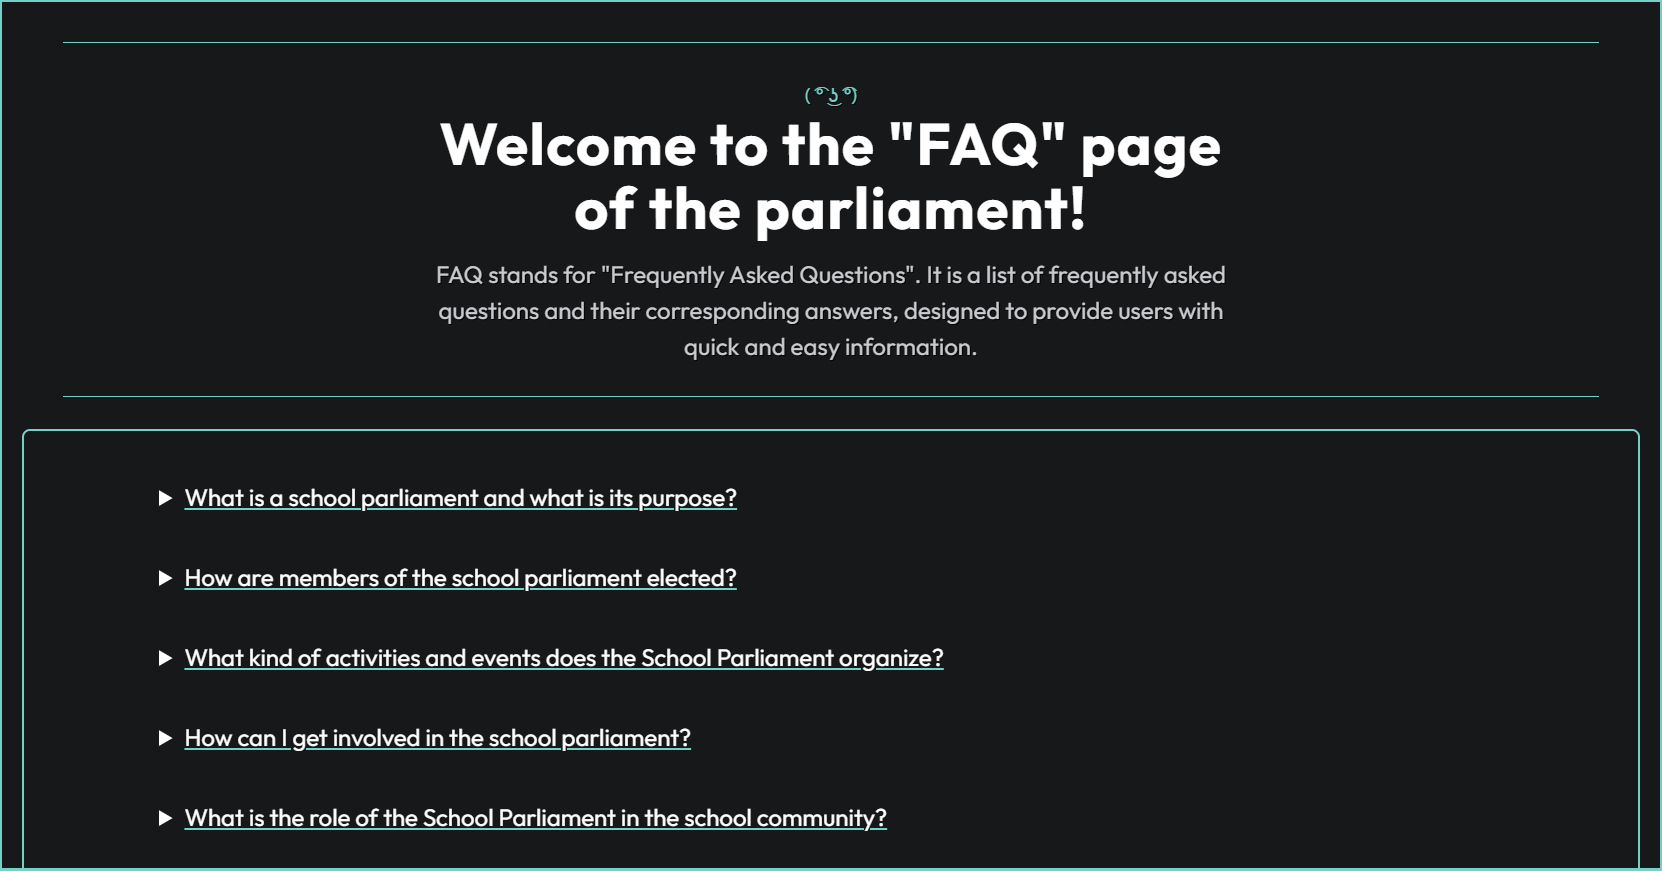 ( ͡° ͜ʖ ͡°)
Welcome to the "FAQ" page
of the parliament!
FAQ stands for "Frequently Asked Questions". It is a list of frequently asked
questions and their corresponding answers, designed to provide users with
quick and easy information.
What is a school parliament and what is its purpose?
How are members of the school parliament elected?
What kind of activities and events does the School Parliament organize?
How can I get involved in the school parliament?
What is the role of the School Parliament in the school community?